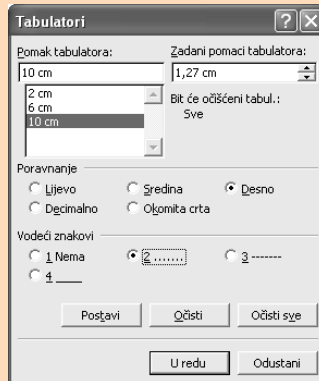 Tabulatori
Pomak tabulatora: Zadani pomaci tabulatora:
10 cm 1,27 cm
2 cm
6 cm
10 cm
Bit će očišćeni tabul.:
Sve
Poravnanje
Lijevo Sredina Desno
Decimalno Okomita crta
Vodeći znakovi
1 Nema 2 ....... 3 -------
4 ___
Postavi Očisti Očisti sve
U redu Odustani